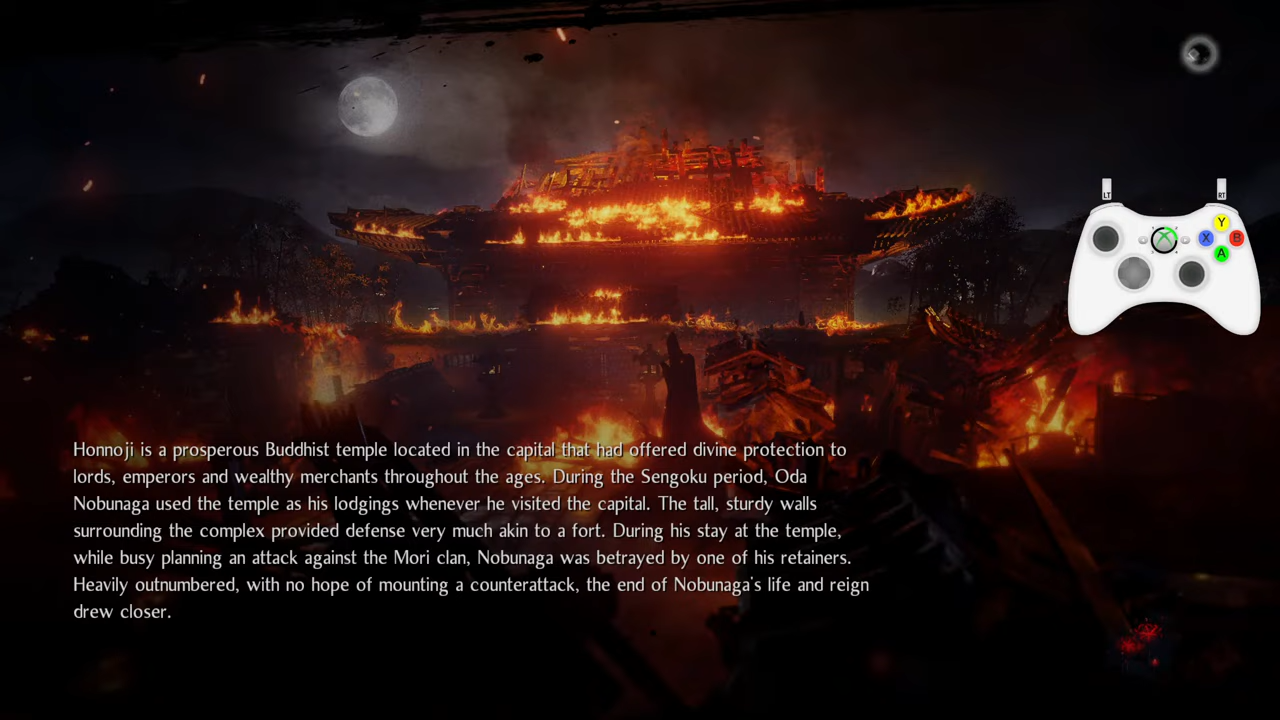 LT
RT
Y
X
B
A
Honnoji is a prosperous Buddhist temple located in the capital that had offered divine protection to
lords, emperors and wealthy merchants throughout the ages. During the Sengoku period, Oda
Nobunaga used the temple as his lodgings whenever he visited the capital. The tall, sturdy walls
surrounding the complex provided defense very much akin to a fort. During his stay at the temple,
while busy planning an attack against the Mori clan, Nobunaga was betrayed by one of his retainers.
Heavily outnumbered, with no hope of mounting a counterattack, the end of Nobunaga's life and reign
drew closer.